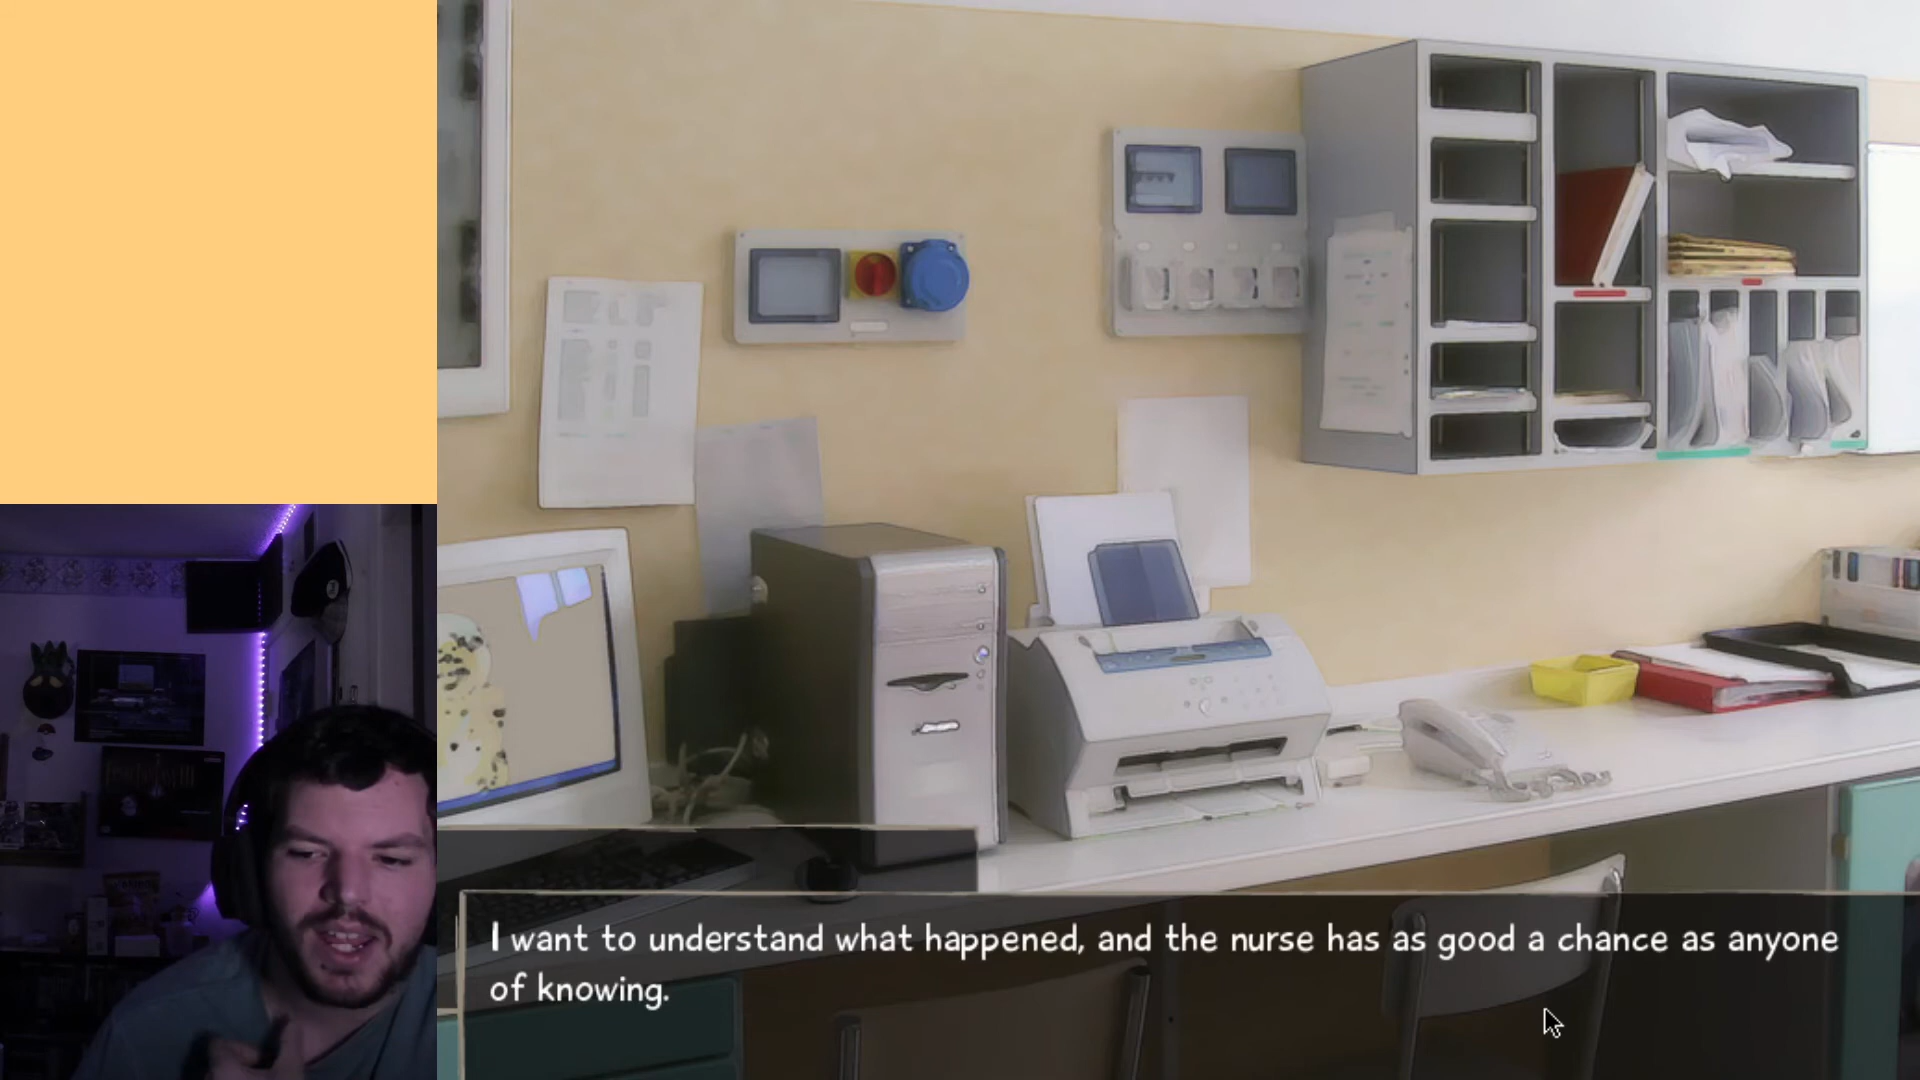 I want to understand what happened, and the nurse has as good a chance as anyone
of knowing.